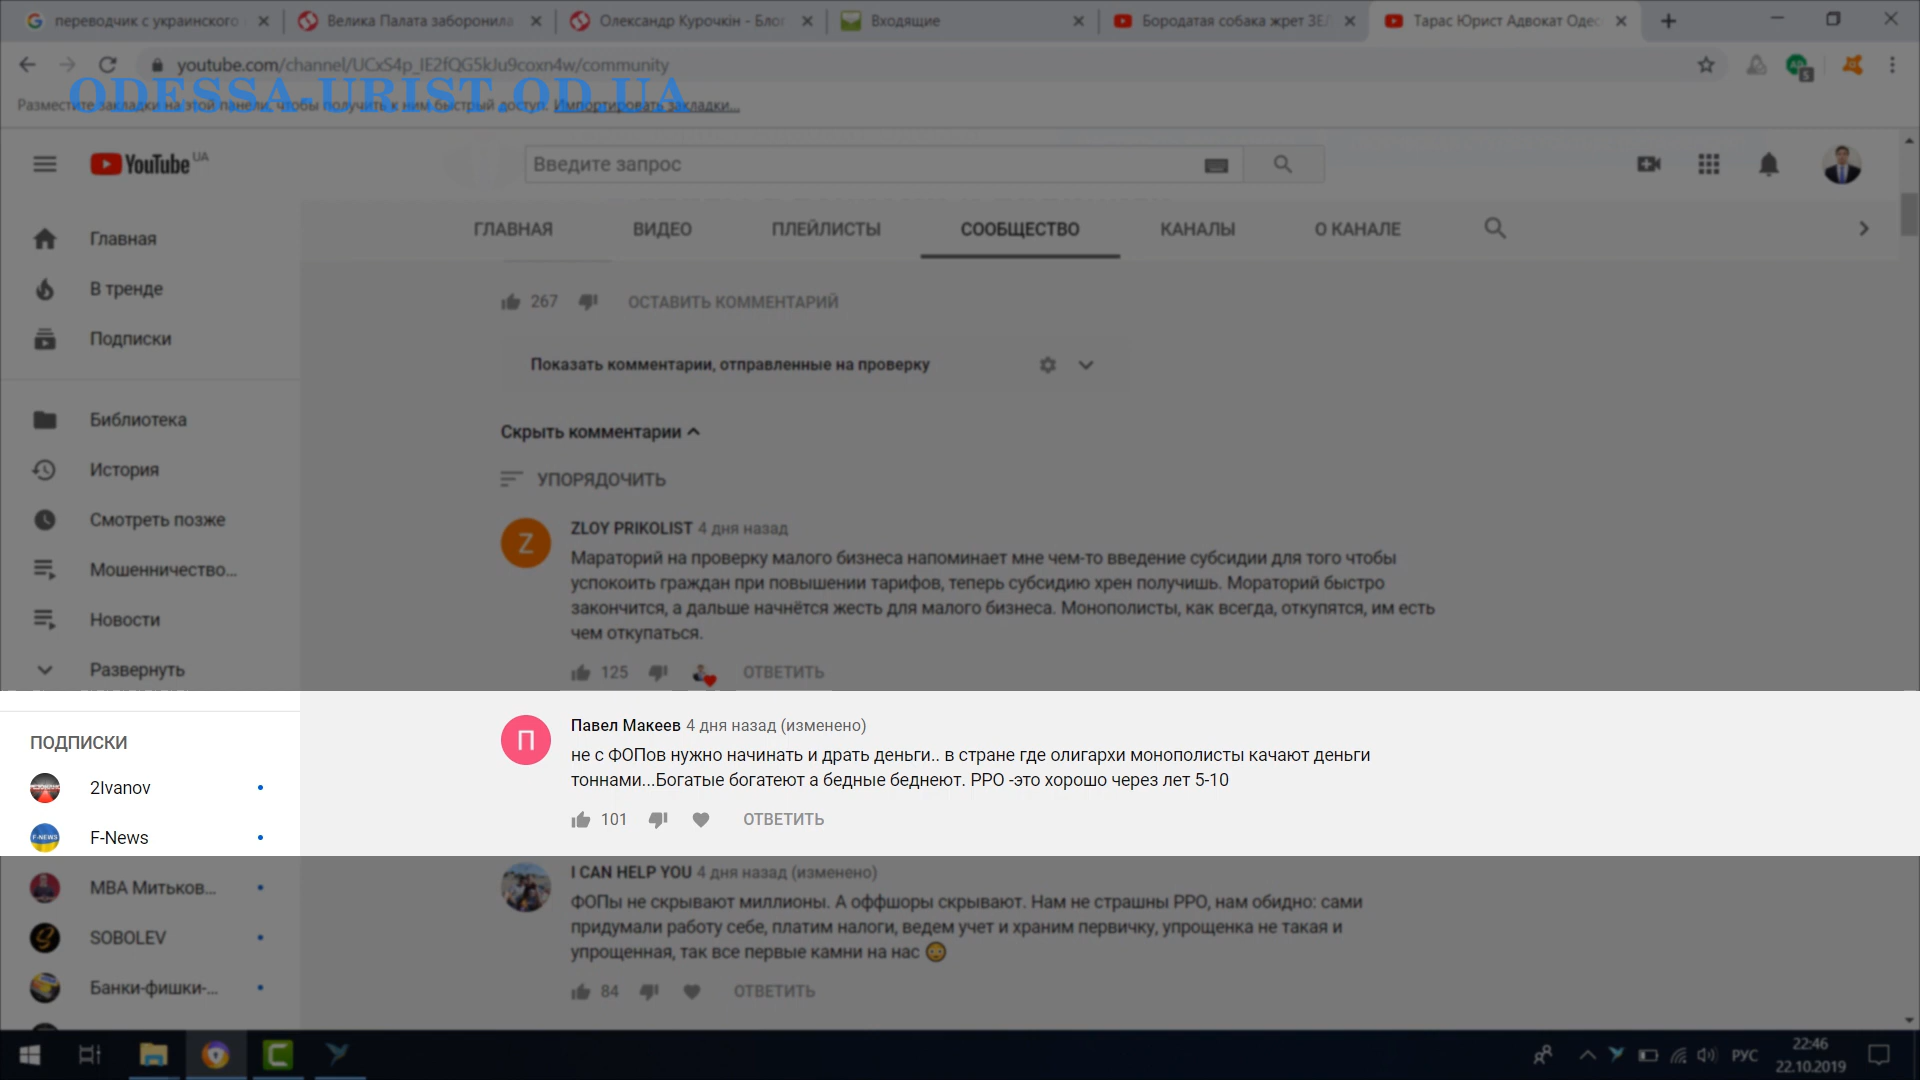 переводчик с украинского
Велика Палата заборонила
Олександр Курочкін - Бло
Входящие
Бородатая собака жрет ЗЕЛ
Тарас Юрист Адвокат Одес
youtube.com/channel/UCxS4p_IE2fQG5kJu9coxn4w/community
ODESSA-URIST.OD.UA
Разместите закладки на этой панели, чтобы получить к ним быстрый доступ. Импортировать закладки...
YouTube UA
Введите запрос
ГЛАВНАЯ
ВИДЕО
ПЛЕЙЛИСТЫ
СООБЩЕСТВО
КАНАЛЫ
О КАНАЛЕ
Главная
В тренде
Подписки
Библиотека
История
Смотреть позже
Мошенничество...
Новости
Развернуть
ПОДПИСКИ
2Ivanov
F-News
МВА Митьков...
SOBOLEV
Банки-фишки-...
267
ОСТАВИТЬ КОММЕНТАРИЙ
Показать комментарии, отправленные на проверку
Скрыть комментарии
УПОРЯДОЧИТЬ
Z
ZLOY PRIKOLIST 4 дня назад
Мараторий на проверку малого бизнеса напоминает мне чем-то введение субсидии для того чтобы
успокоить граждан при повышении тарифов, теперь субсидию хрен получишь. Мораторий быстро
закончится, а дальше начнётся жесть для малого бизнеса. Монополисты, как всегда, откупятся, им есть
чем откупаться.
125
ОТВЕТИТЬ
П
Павел Макеев 4 дня назад (изменено)
не с ФОПов нужно начинать и драть деньги.. в стране где олигархи монополисты качают деньги
тоннами...Богатые богатеют а бедные беднеют. РРО -это хорошо через лет 5-10
101
ОТВЕТИТЬ
I CAN HELP YOU 4 дня назад (изменено)
ФОПы не скрывают миллионы. А оффшоры скрывают. Нам не страшны РРО, нам обидно: сами
придумали работу себе, платим налоги, ведем учет и храним первичку, упрощенка не такая и
упрощенная, так все первые камни на нас 😳
84
ОТВЕТИТЬ
РУС
22:46
22.10.2019